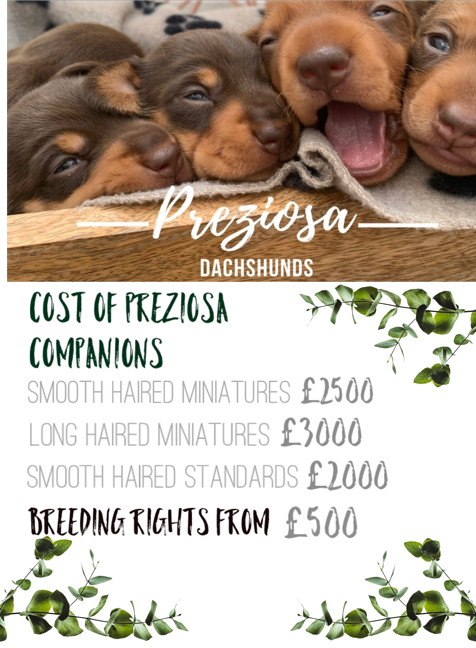 Preziosa
DACHSHUNDS
COST OF PREZIOSA
COMPANIONS
SMOOTH HAIRED MINIATURES £2500
LONG HAIRED MINIATURES £3000
SMOOTH HAIRED STANDARDS £2000
BREEDING RIGHTS FROM £500